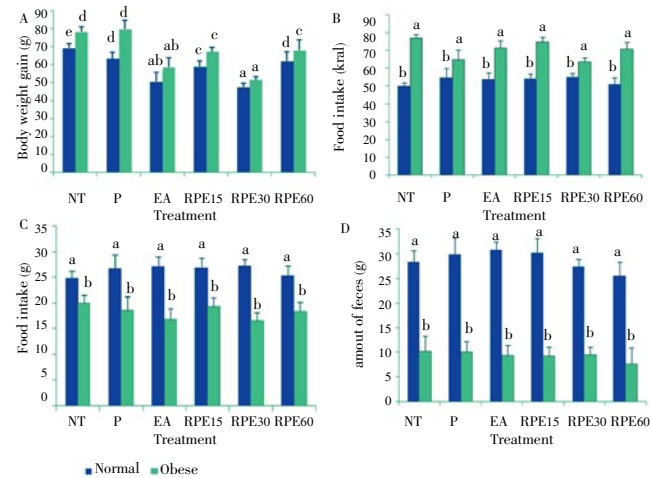 A
Body weight gain (g)
90
80
70
60
50
40
30
20
10
0
e d
d d
ab ab
c c
a a
d c
NT P EA RPE15 RPE30 RPE60
Treatment
B
Food intake (kral)
90
80
70
60
50
40
30
20
10
0
b a
b a
b a
b a
b a
b a
NT P EA RPE15 RPE30 RPE60
Treatment
C
Food intake (g)
35
30
25
20
15
10
5
0
a b
a b
a b
a b
a b
a b
NT P EA RPE15 RPE30 RPE60
Treatment
D
amout of feces (g)
35
30
25
20
15
10
5
0
a b
a b
a b
a b
a b
a b
NT P EA RPE15 RPE30 RPE60
Treatment
Normal Obese